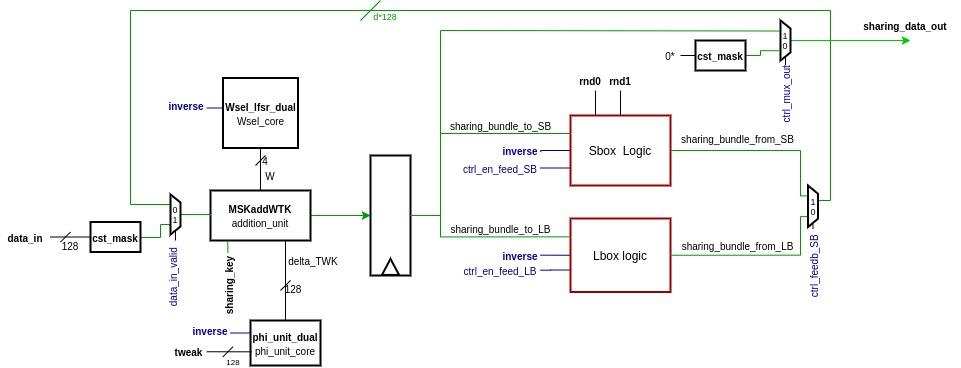 d*128
sharing_data_out
1
0
0*
cst_mask
ctrl_mux_out
rnd0
rnd1
inverse
Wsel_lfsr_dual
Wsel_core
4
W
sharing_bundle_to_SB
inverse
ctrl_en_feed_SB
Sbox Logic
sharing_bundle_from_SB
0
1
MSKaddWTK
addition_unit
1
0
data_in
128
cst_mask
data_in_valid
sharing_key
delta_TWK
128
sharing_bundle_to_LB
inverse
ctrl_en_feed_LB
Lbox logic
sharing_bundle_from_LB
ctrl_feedb_SB
inverse
tweak
128
phi_unit_dual
phi_unit_core